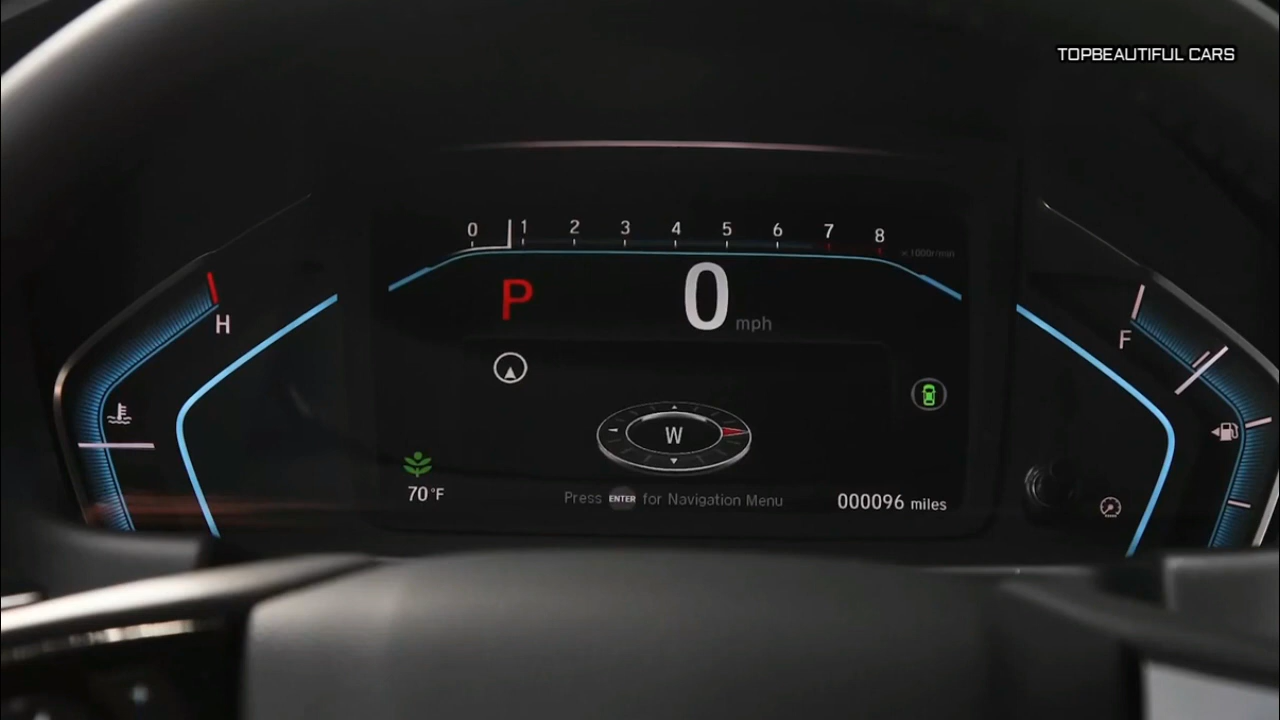 TOPBEAUTIFUL CARS
0 1 2 3 4 5 6 7 8
x 1000r/min
P 0 mph
H
F
W
70°F
Press ENTER for Navigation Menu
000096 miles